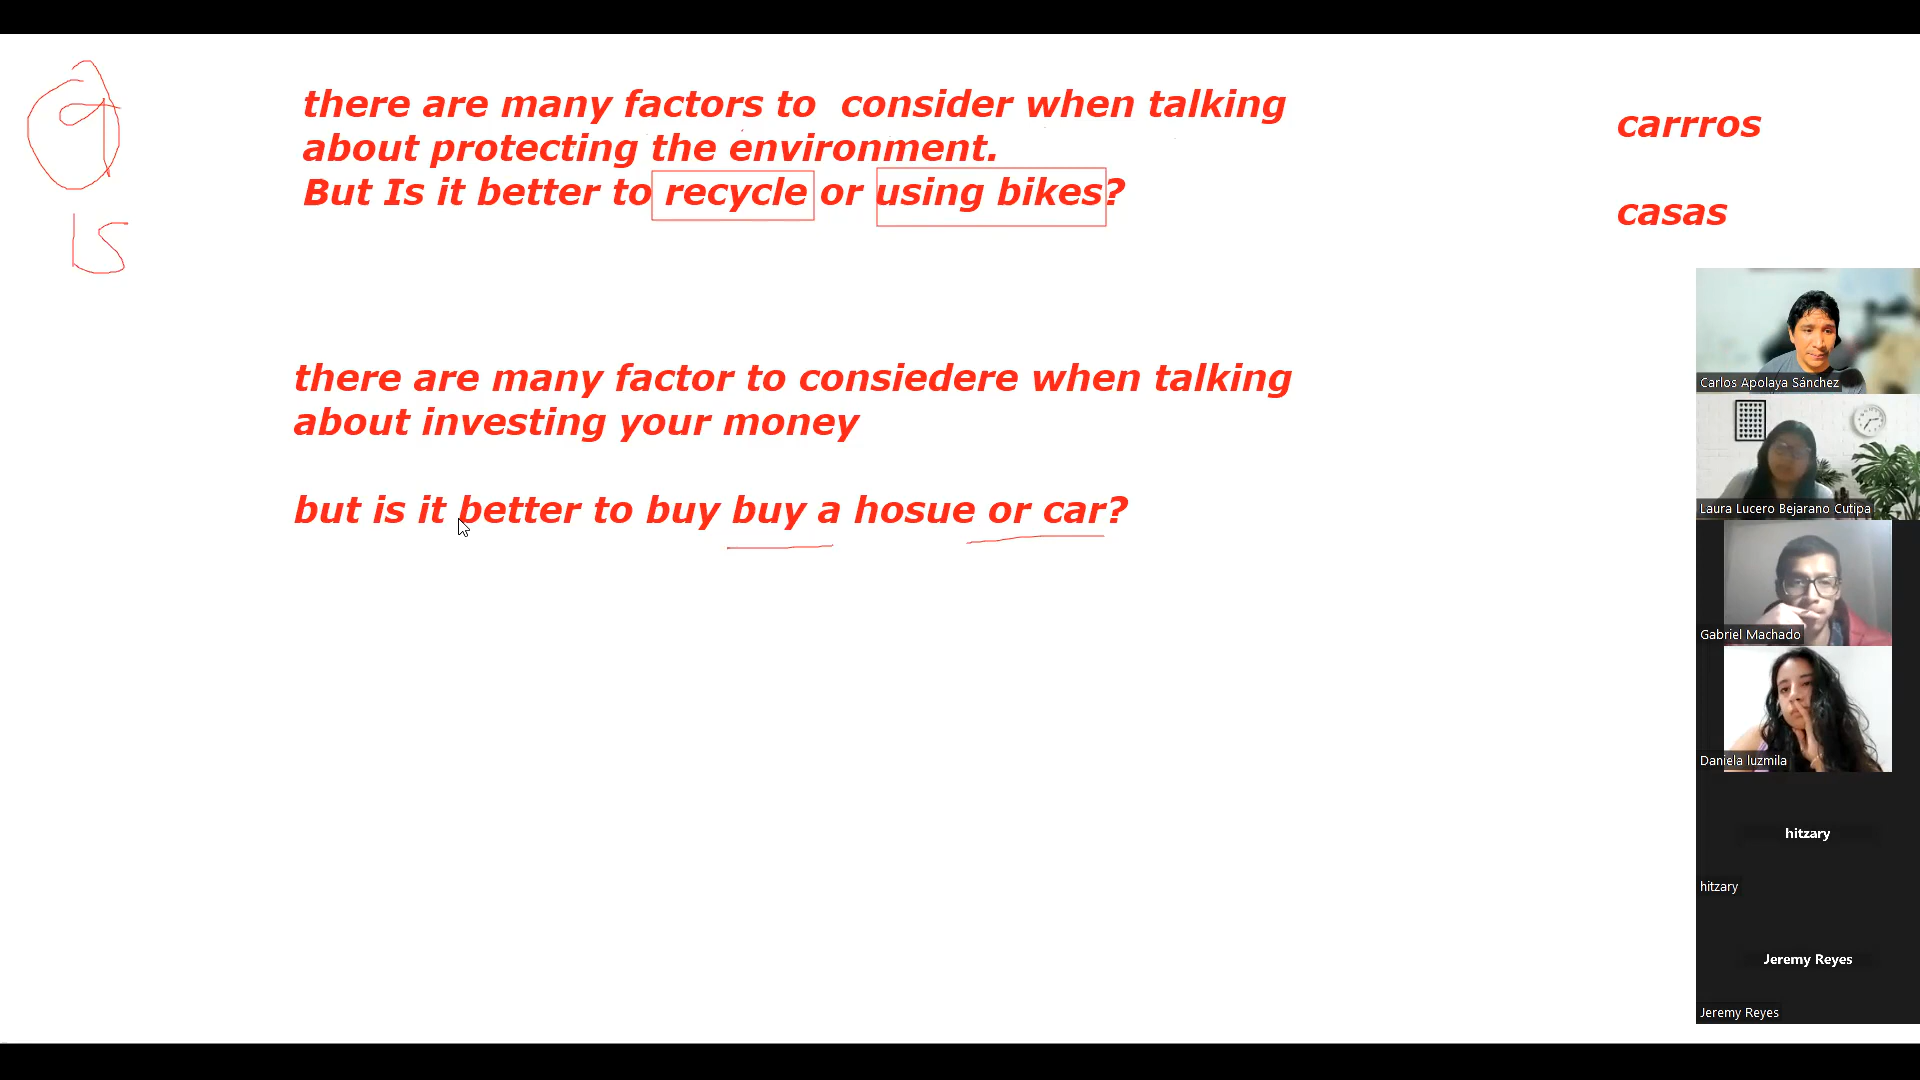 there are many factors to consider when talking
about protecting the environment.
But Is it better to recycle or using bikes?
carrros
casas
9
15
there are many factor to consiedere when talking
about investing your money
but is it better to buy buy a hosue or car?
Carlos Apolaya Sánchez
Laura Lucero Bejarano Cutipa
Gabriel Machado
Daniela luzmila
hitzary
hitzary
Jeremy Reyes
Jeremy Reyes